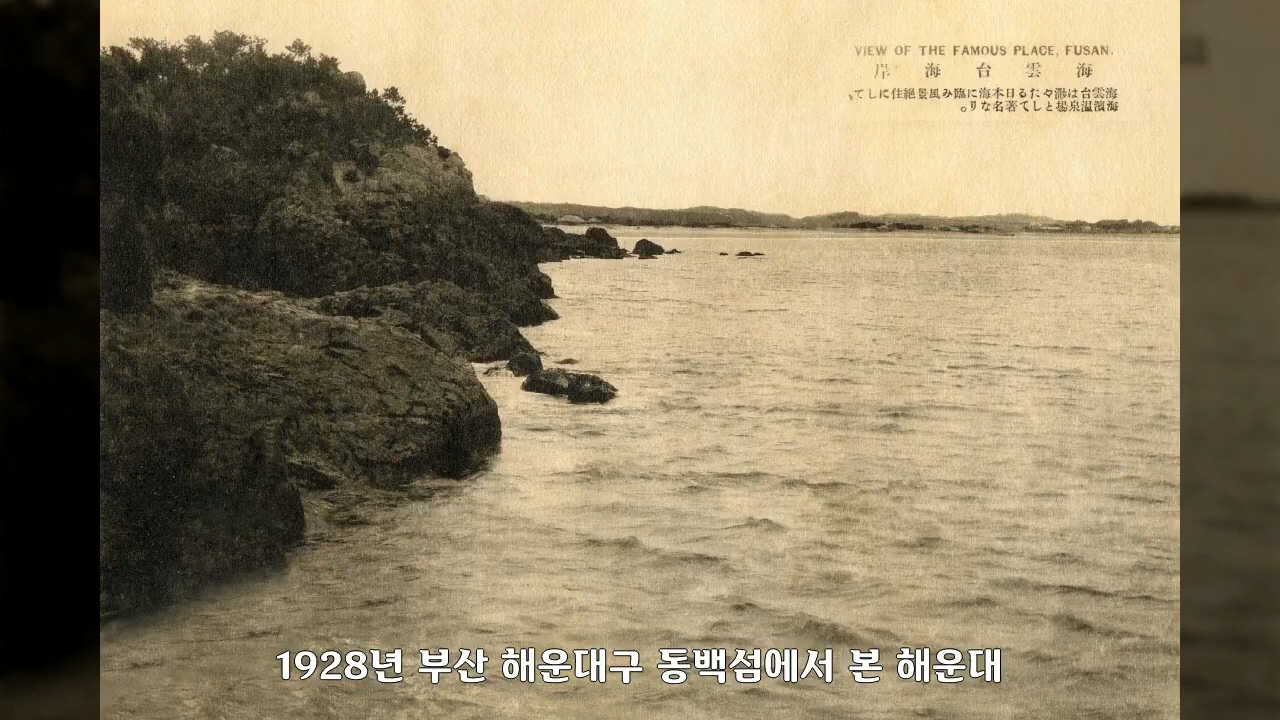 VIEW OF THE FAMOUS PLACE, FUSAN.
海雲台海岸
海雲台は渺々たる日本海に臨み風景絶佳にして、
海濱温泉場として著名なり。
1928년 부산 해운대구 동백섬에서 본 해운대